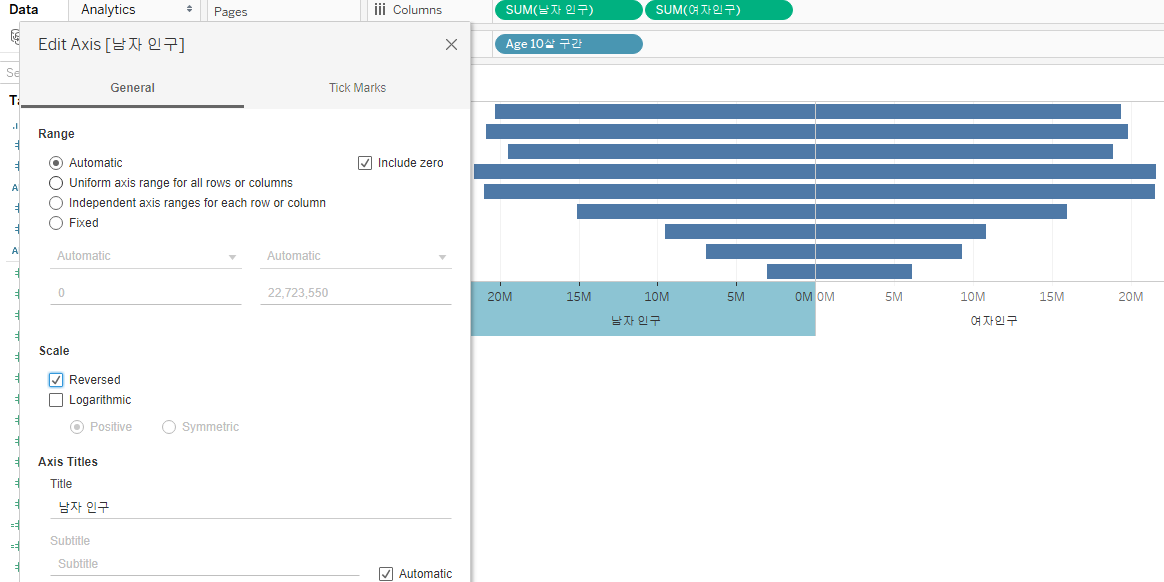 Data
Analytics
Pages
Columns
SUM(남자 인구)
SUM(여자인구)
Age 10살 구간
Edit Axis [남자 인구]
General
Tick Marks
Range
Automatic
Include zero
Uniform axis range for all rows or columns
Independent axis ranges for each row or column
Fixed
Automatic
Automatic
0
22,723,550
Scale
Reversed
Logarithmic
Positive
Symmetric
Axis Titles
Title
남자 인구
Subtitle
Subtitle
Automatic
20M 15M 10M 5M 0M 0M 5M 10M 15M 20M
남자 인구
여자인구